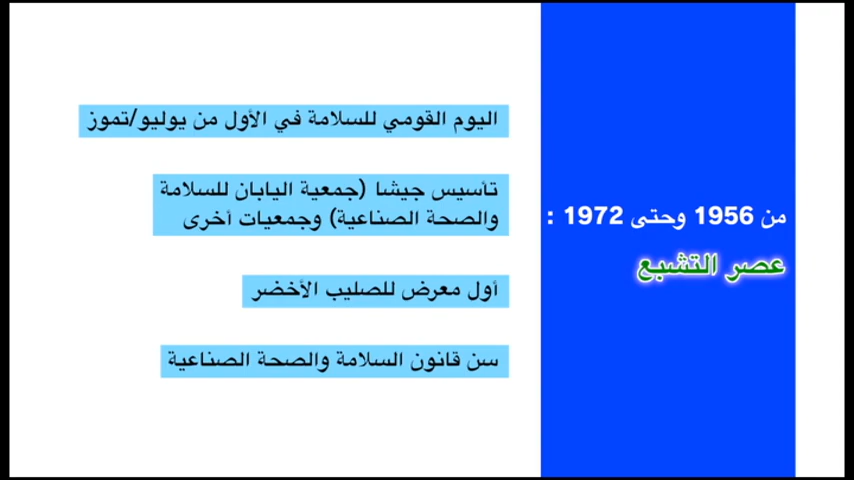 من 1956 وحتى 1972 :
عصر التشبع
اليوم القومي للسلامة في الأول من يوليو/تموز
تأسيس جيشا (جمعية اليابان للسلامة
والصحة الصناعية) وجمعيات أخرى
أول معرض للصليب الأخضر
سن قانون السلامة والصحة الصناعية